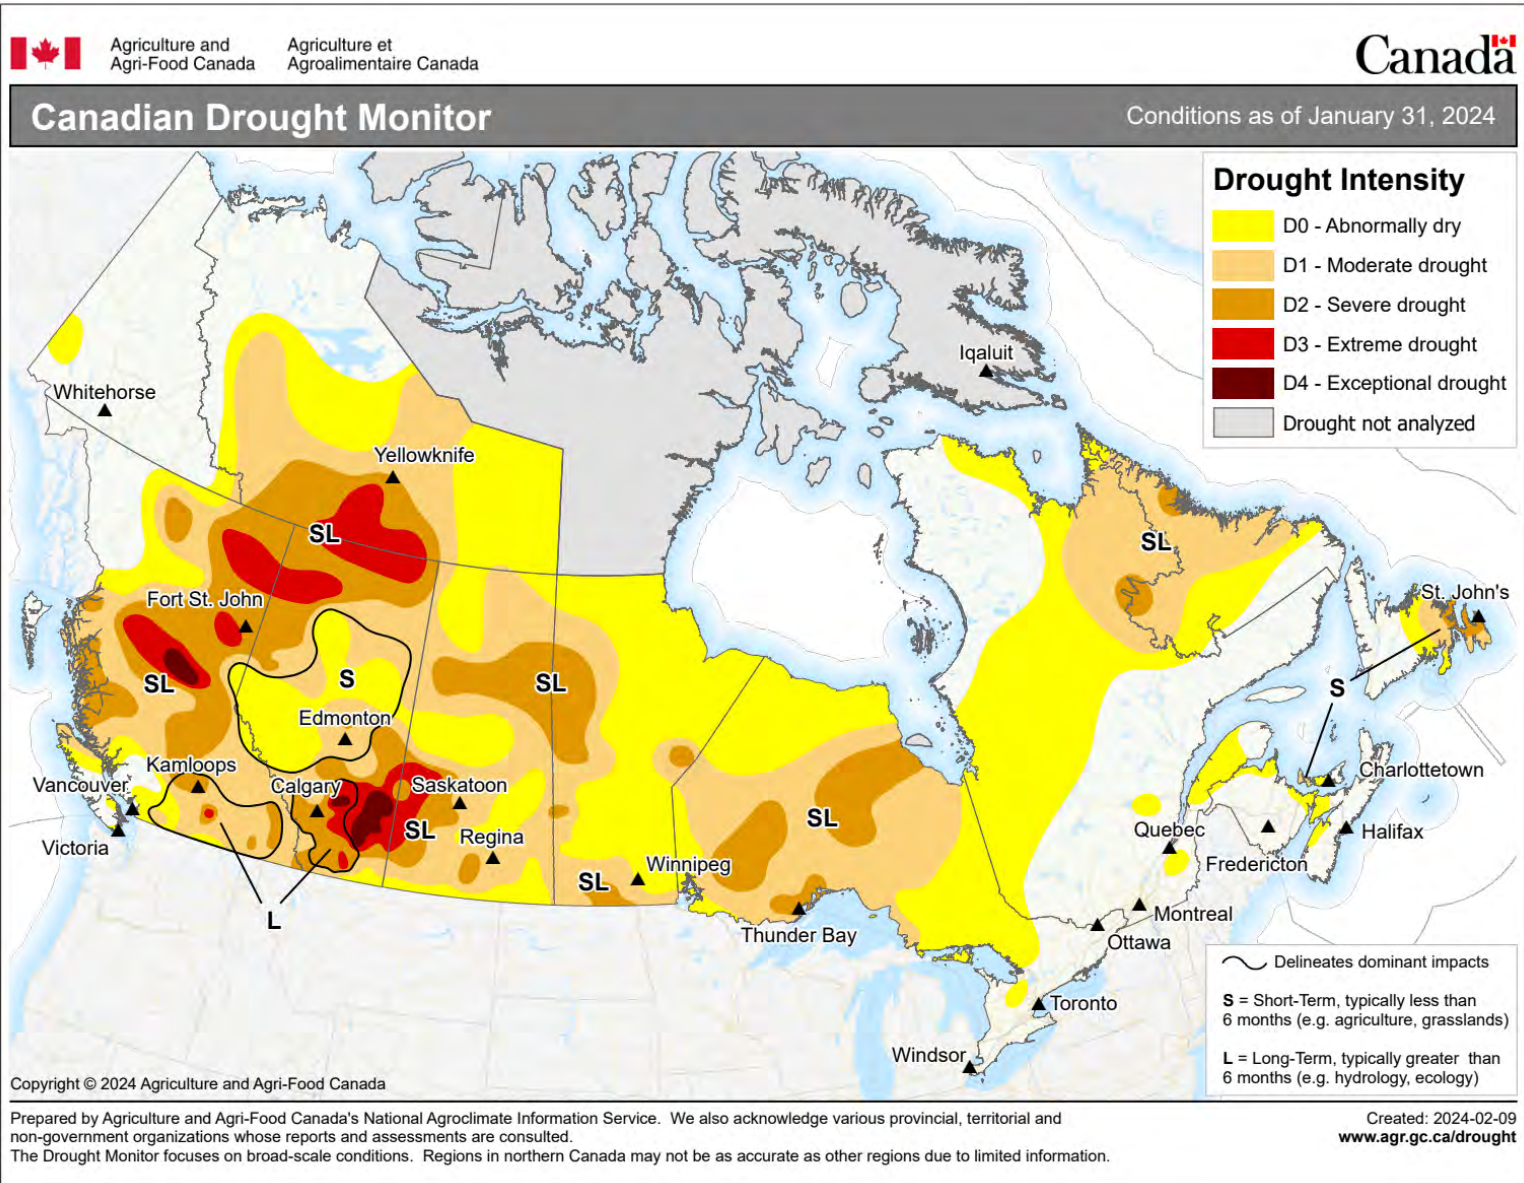 Agriculture and
Agri-Food Canada
Agriculture et
Agroalimentaire Canada
Canada
Canadian Drought Monitor
Conditions as of January 31, 2024
Drought Intensity
D0 - Abnormally dry
D1 - Moderate drought
D2 - Severe drought
D3 - Extreme drought
D4 - Exceptional drought
Drought not analyzed
Iqaluit
Whitehorse
Yellowknife
SL
SL
Fort St. John
St. John's
SL
S
SL
S
Edmonton
Kamloops
Vancouver
Calgary
Saskatoon
Charlottetown
SL
SL
Victoria
Regina
Quebec
Halifax
Winnipeg
Fredericton
SL
L
Montreal
Thunder Bay
Ottawa
Toronto
Windsor
Delineates dominant impacts
S = Short-Term, typically less than
6 months (e.g. agriculture, grasslands)
L = Long-Term, typically greater than
6 months (e.g. hydrology, ecology)
Copyright © 2024 Agriculture and Agri-Food Canada
Prepared by Agriculture and Agri-Food Canada's National Agroclimate Information Service. We also acknowledge various provincial, territorial and
non-government organizations whose reports and assessments are consulted.
The Drought Monitor focuses on broad-scale conditions. Regions in northern Canada may not be as accurate as other regions due to limited information.
Created: 2024-02-09
www.agr.gc.ca/drought